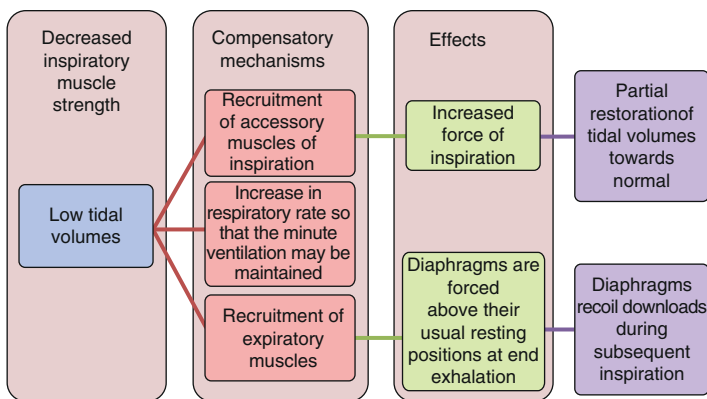 Decreased
inspiratory
muscle
strength
Low tidal
volumes
Compensatory
mechanisms
Recruitment
of accessory
muscles of
inspiration
Increase in
respiratory rate so
that the minute
ventilation may be
maintained
Recruitment of
expiratory
muscles
Effects
Increased
force of
inspiration
Diaphragms are
forced
above their
usual resting
positions at end
exhalation
Partial
restorationof
tidal volumes
towards
normal
Diaphragms
recoil downloads
during
subsequent
inspiration